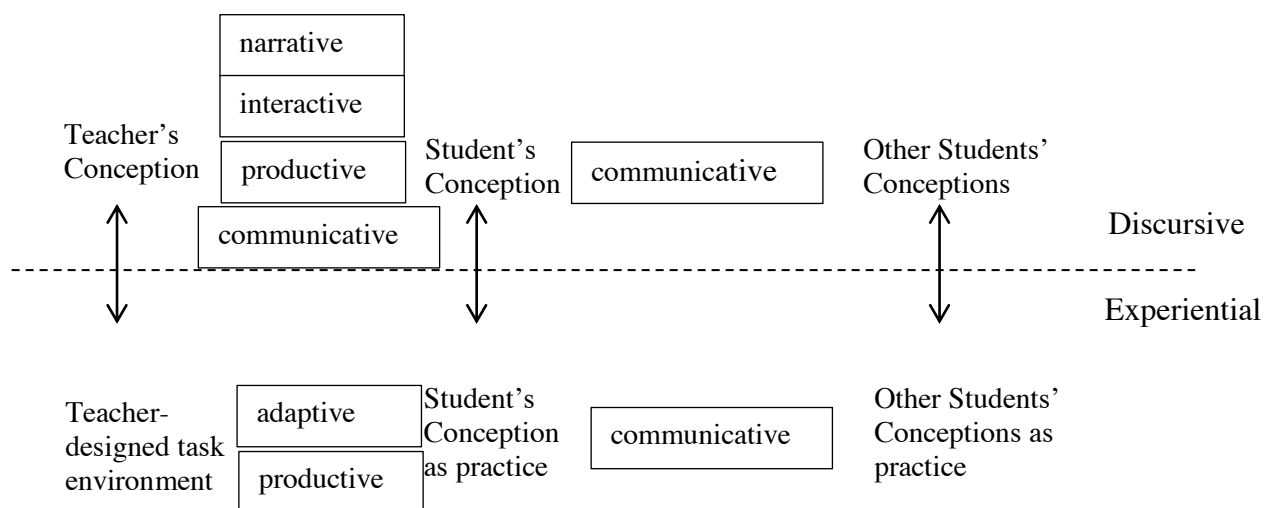 narrative
interactive
Teacher's
Conception
productive
communicative
Student's
Conception
communicative
Other Students'
Conceptions
Discursive
Experiential
Teacher-
designed task
environment
adaptive
productive
Student's
Conception
as practice
communicative
Other Students'
Conceptions as
practice